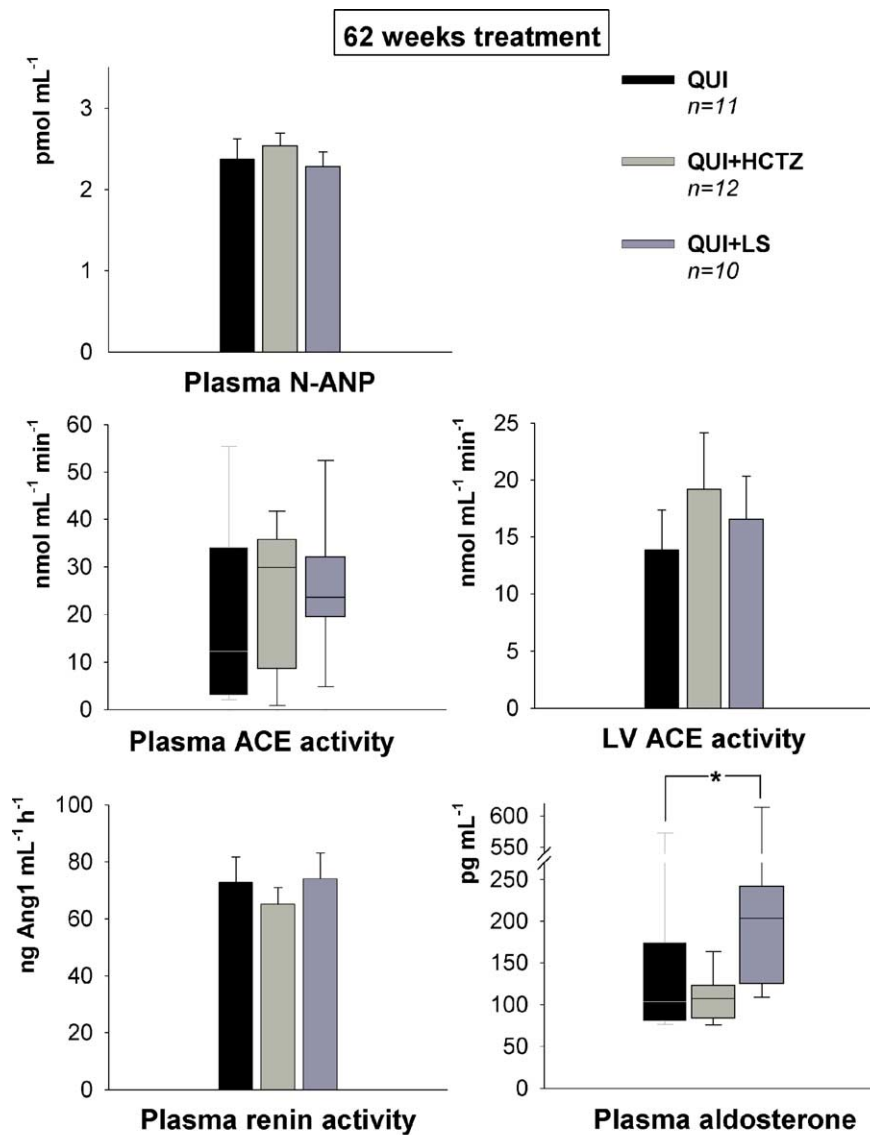 62 weeks treatment
pmol mL⁻¹
3
2
1
0
Plasma N-ANP
QUI
n=11
QUI+HCTZ
n=12
QUI+LS
n=10
nmol mL⁻¹ min⁻¹
60
50
40
30
20
10
0
Plasma ACE activity
nmol mL⁻¹ min⁻¹
25
20
15
10
5
0
LV ACE activity
ng Ang1 mL⁻¹ h⁻¹
100
80
60
40
20
0
Plasma renin activity
*
pg mL⁻¹
600
550
250
200
150
100
50
0
Plasma aldosterone